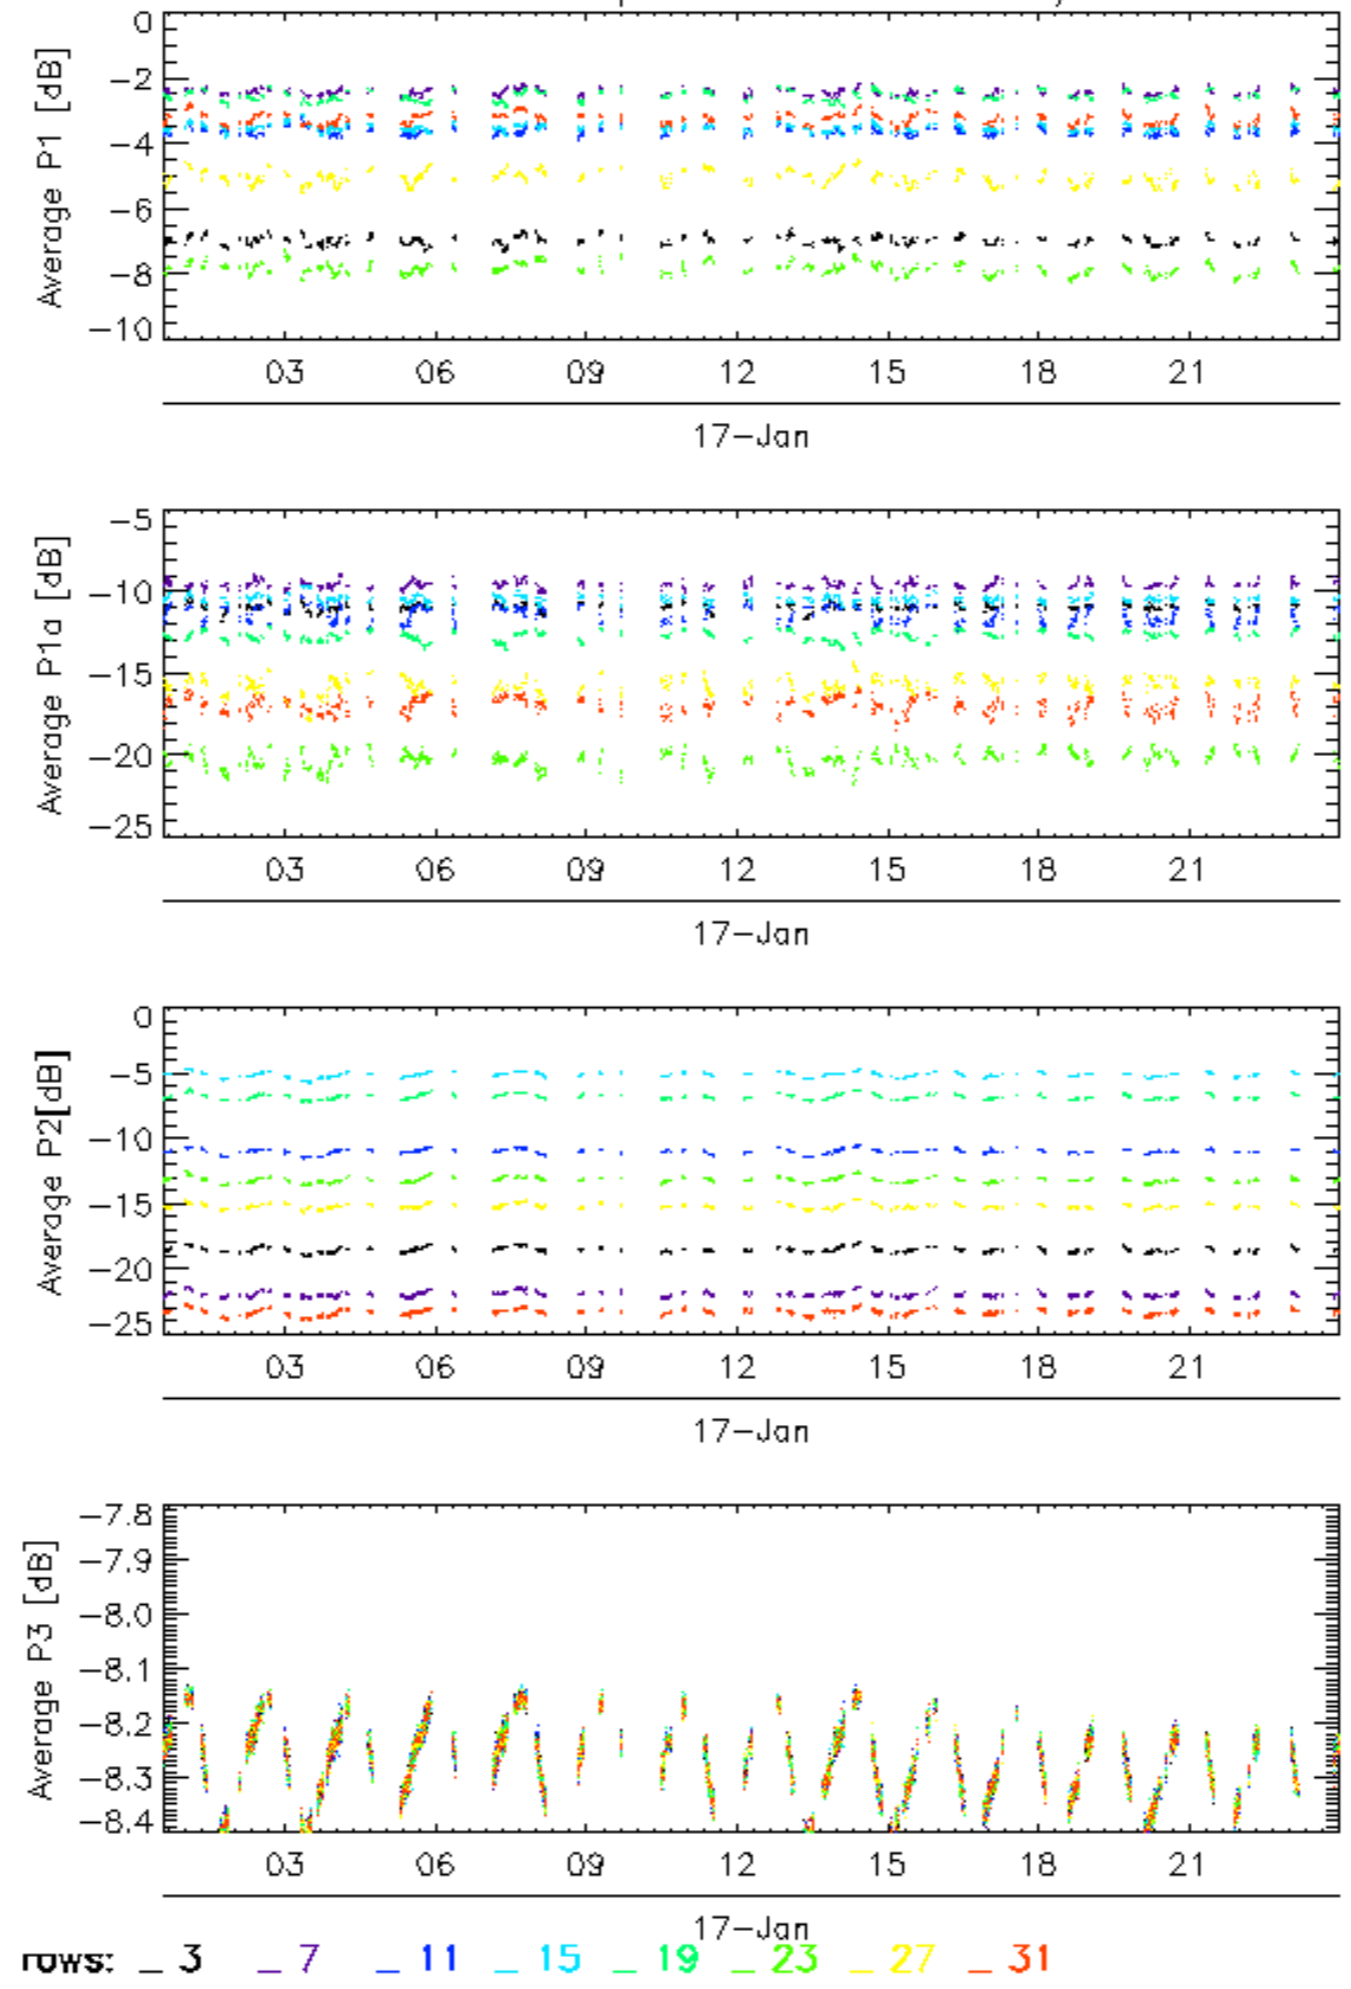 0
−2
−4
−6
−8
−10
Average P1 [dB]
03 06 09 12 15 18 21
17−Jan
−5
−10
−15
−20
−25
Average P1a [dB]
03 06 09 12 15 18 21
17−Jan
0
−5
−10
−15
−20
−25
Average P2[dB]
03 06 09 12 15 18 21
17−Jan
−7.8
−7.9
−8.0
−8.1
−8.2
−8.3
−8.4
Average P3 [dB]
03 06 09 12 15 18 21
17−Jan
rows: _ 3 _ 7 _ 11 _ 15 _ 19 _ 23 _ 27 _ 31